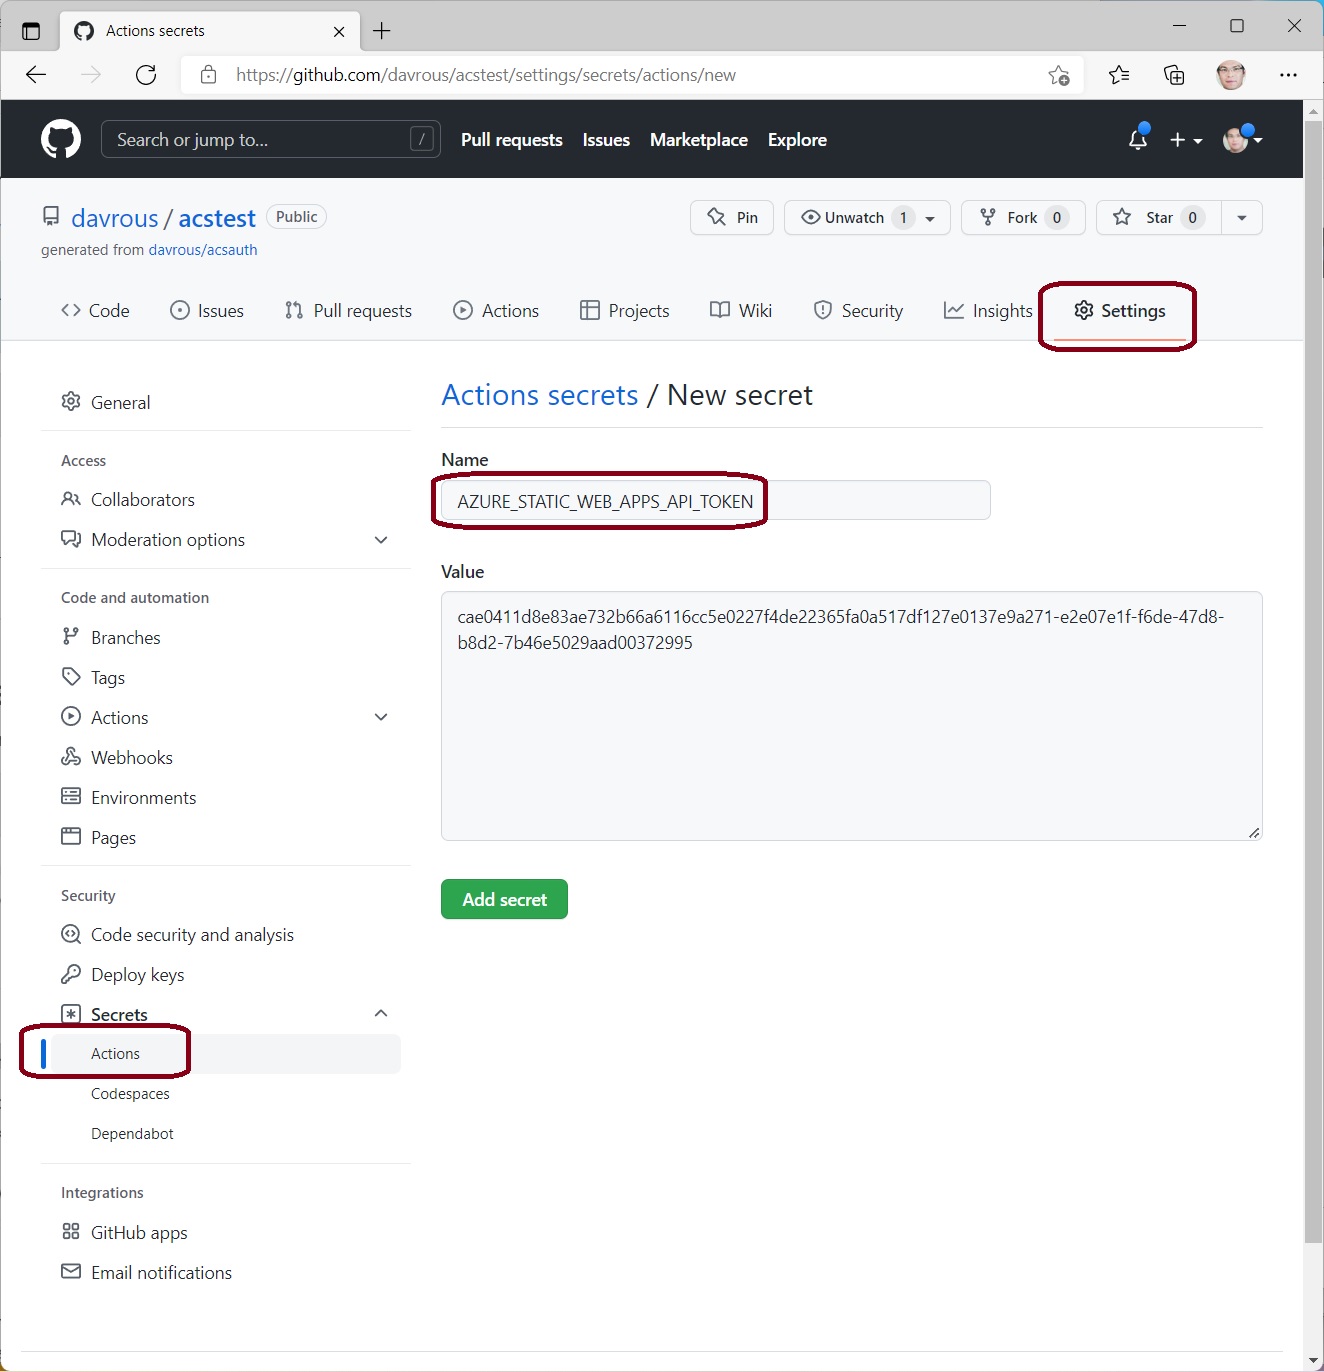 Actions secrets
https://github.com/davrous/acstest/settings/secrets/actions/new
Search or jump to... /
Pull requests Issues Marketplace Explore
davrous / acstest Public
Pin Unwatch 1 Fork 0 Star 0
generated from davrous/acsauth
Code Issues Pull requests Actions Projects Wiki Security Insights Settings
General
Access
Collaborators
Moderation options
Code and automation
Branches
Tags
Actions
Webhooks
Environments
Pages
Security
Code security and analysis
Deploy keys
Secrets
Actions
Codespaces
Dependabot
Integrations
GitHub apps
Email notifications
Actions secrets / New secret
Name
AZURE_STATIC_WEB_APPS_API_TOKEN
Value
cae0411d8e83ae732b66a6116cc5e0227f4de22365fa0a517df127e0137e9a271-e2e07e1f-f6de-47d8-
b8d2-7b46e5029aad00372995
Add secret